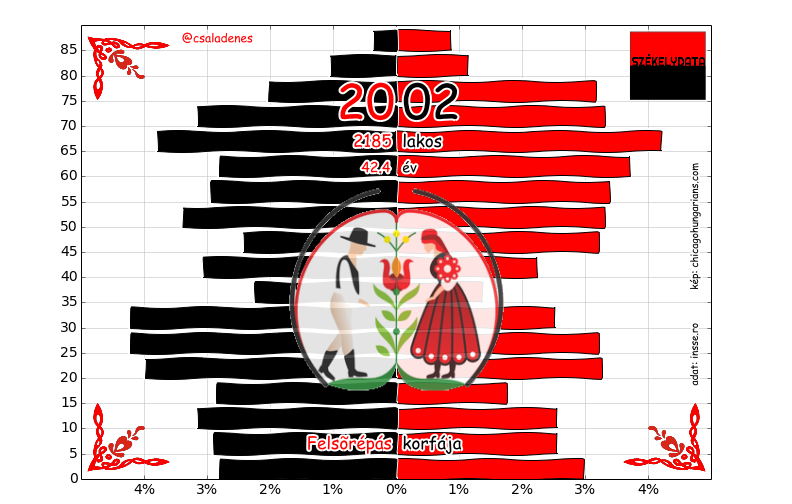 @csaladenes
SZÉKELYDATA
2002
2185 lakos
42,4 év
kép: chicagohungarians.com
adat: insse.ro
Felsőrépás korfája
85
80
75
70
65
60
55
50
45
40
35
30
25
20
15
10
5
0
4% 3% 2% 1% 0% 1% 2% 3% 4%